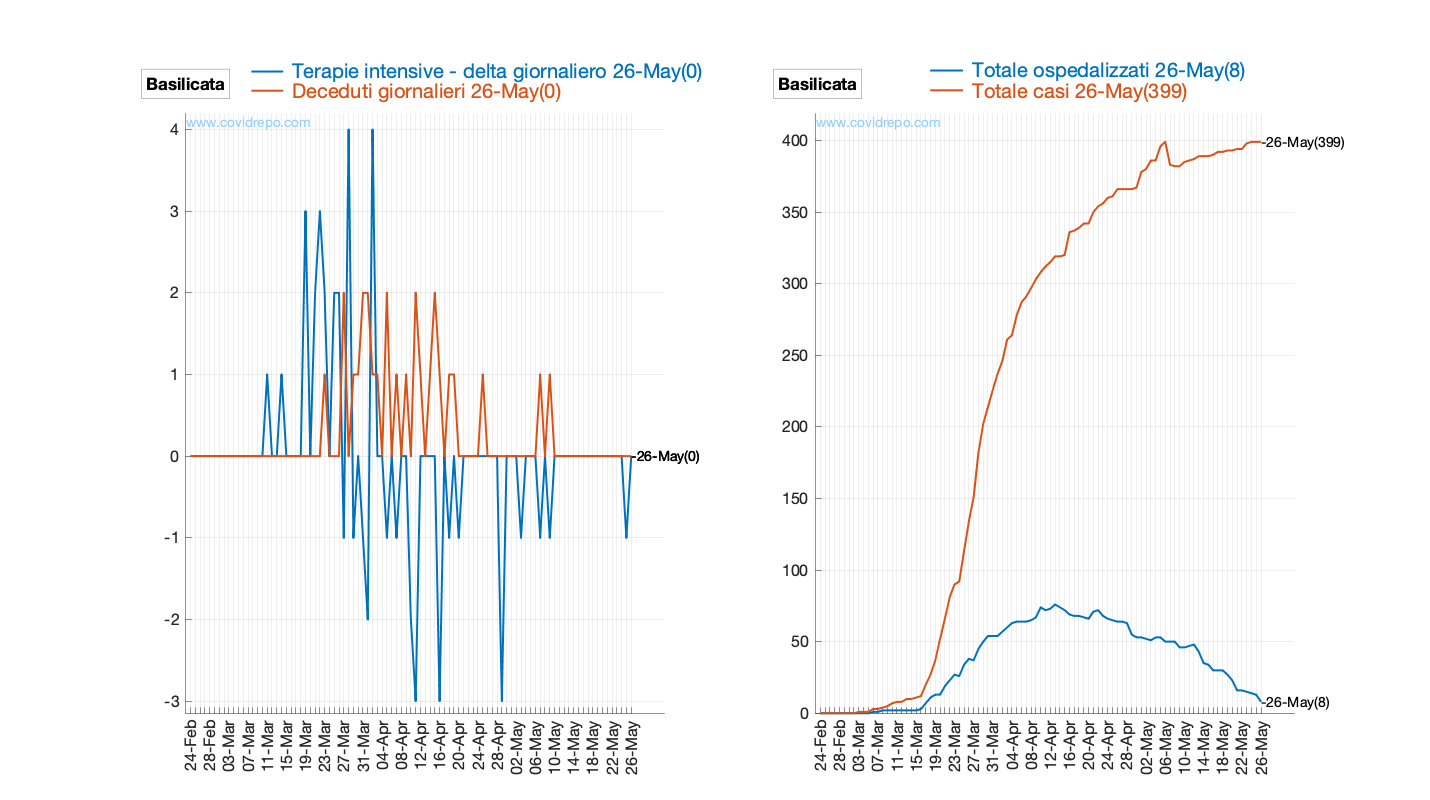 Basilicata
Terapie intensive - delta giornaliero 26-May(0)
Deceduti giornalieri 26-May(0)
www.covidrepo.com
4
3
2
1
0
-1
-2
-3
-26-May(0)
24-Feb
28-Feb
03-Mar
07-Mar
11-Mar
15-Mar
19-Mar
23-Mar
27-Mar
31-Mar
04-Apr
08-Apr
12-Apr
16-Apr
20-Apr
24-Apr
28-Apr
02-May
06-May
10-May
14-May
18-May
22-May
26-May
Basilicata
Totale ospedalizzati 26-May(8)
Totale casi 26-May(399)
www.covidrepo.com
400
350
300
250
200
150
100
50
0
-26-May(399)
-26-May(8)
24-Feb
28-Feb
03-Mar
07-Mar
11-Mar
15-Mar
19-Mar
23-Mar
27-Mar
31-Mar
04-Apr
08-Apr
12-Apr
16-Apr
20-Apr
24-Apr
28-Apr
02-May
06-May
10-May
14-May
18-May
22-May
26-May